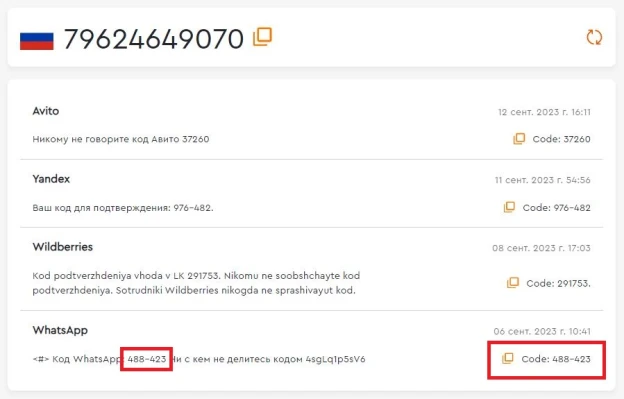 79624649070
Avito
12 сент. 2023 г. 16:11
Никому не говорите код Авито 37260
Code: 37260
Yandex
11 сент. 2023 г. 54:56
Ваш код для подтверждения: 976-482.
Code: 976-482
Wildberries
08 сент. 2023 г. 17:03
Kod podtverzhdeniya vhoda v LK 291753. Nikomu ne soobshchayte kod
podtverzhdeniya. Sotrudniki Wildberries nikogda ne sprashivayut kod.
Code: 291753.
WhatsApp
06 сент. 2023 г. 10:41
<#> Код WhatsApp: 488-423 Ни с кем не делитесь кодом 4sgLq1p5sV6
Code: 488-423